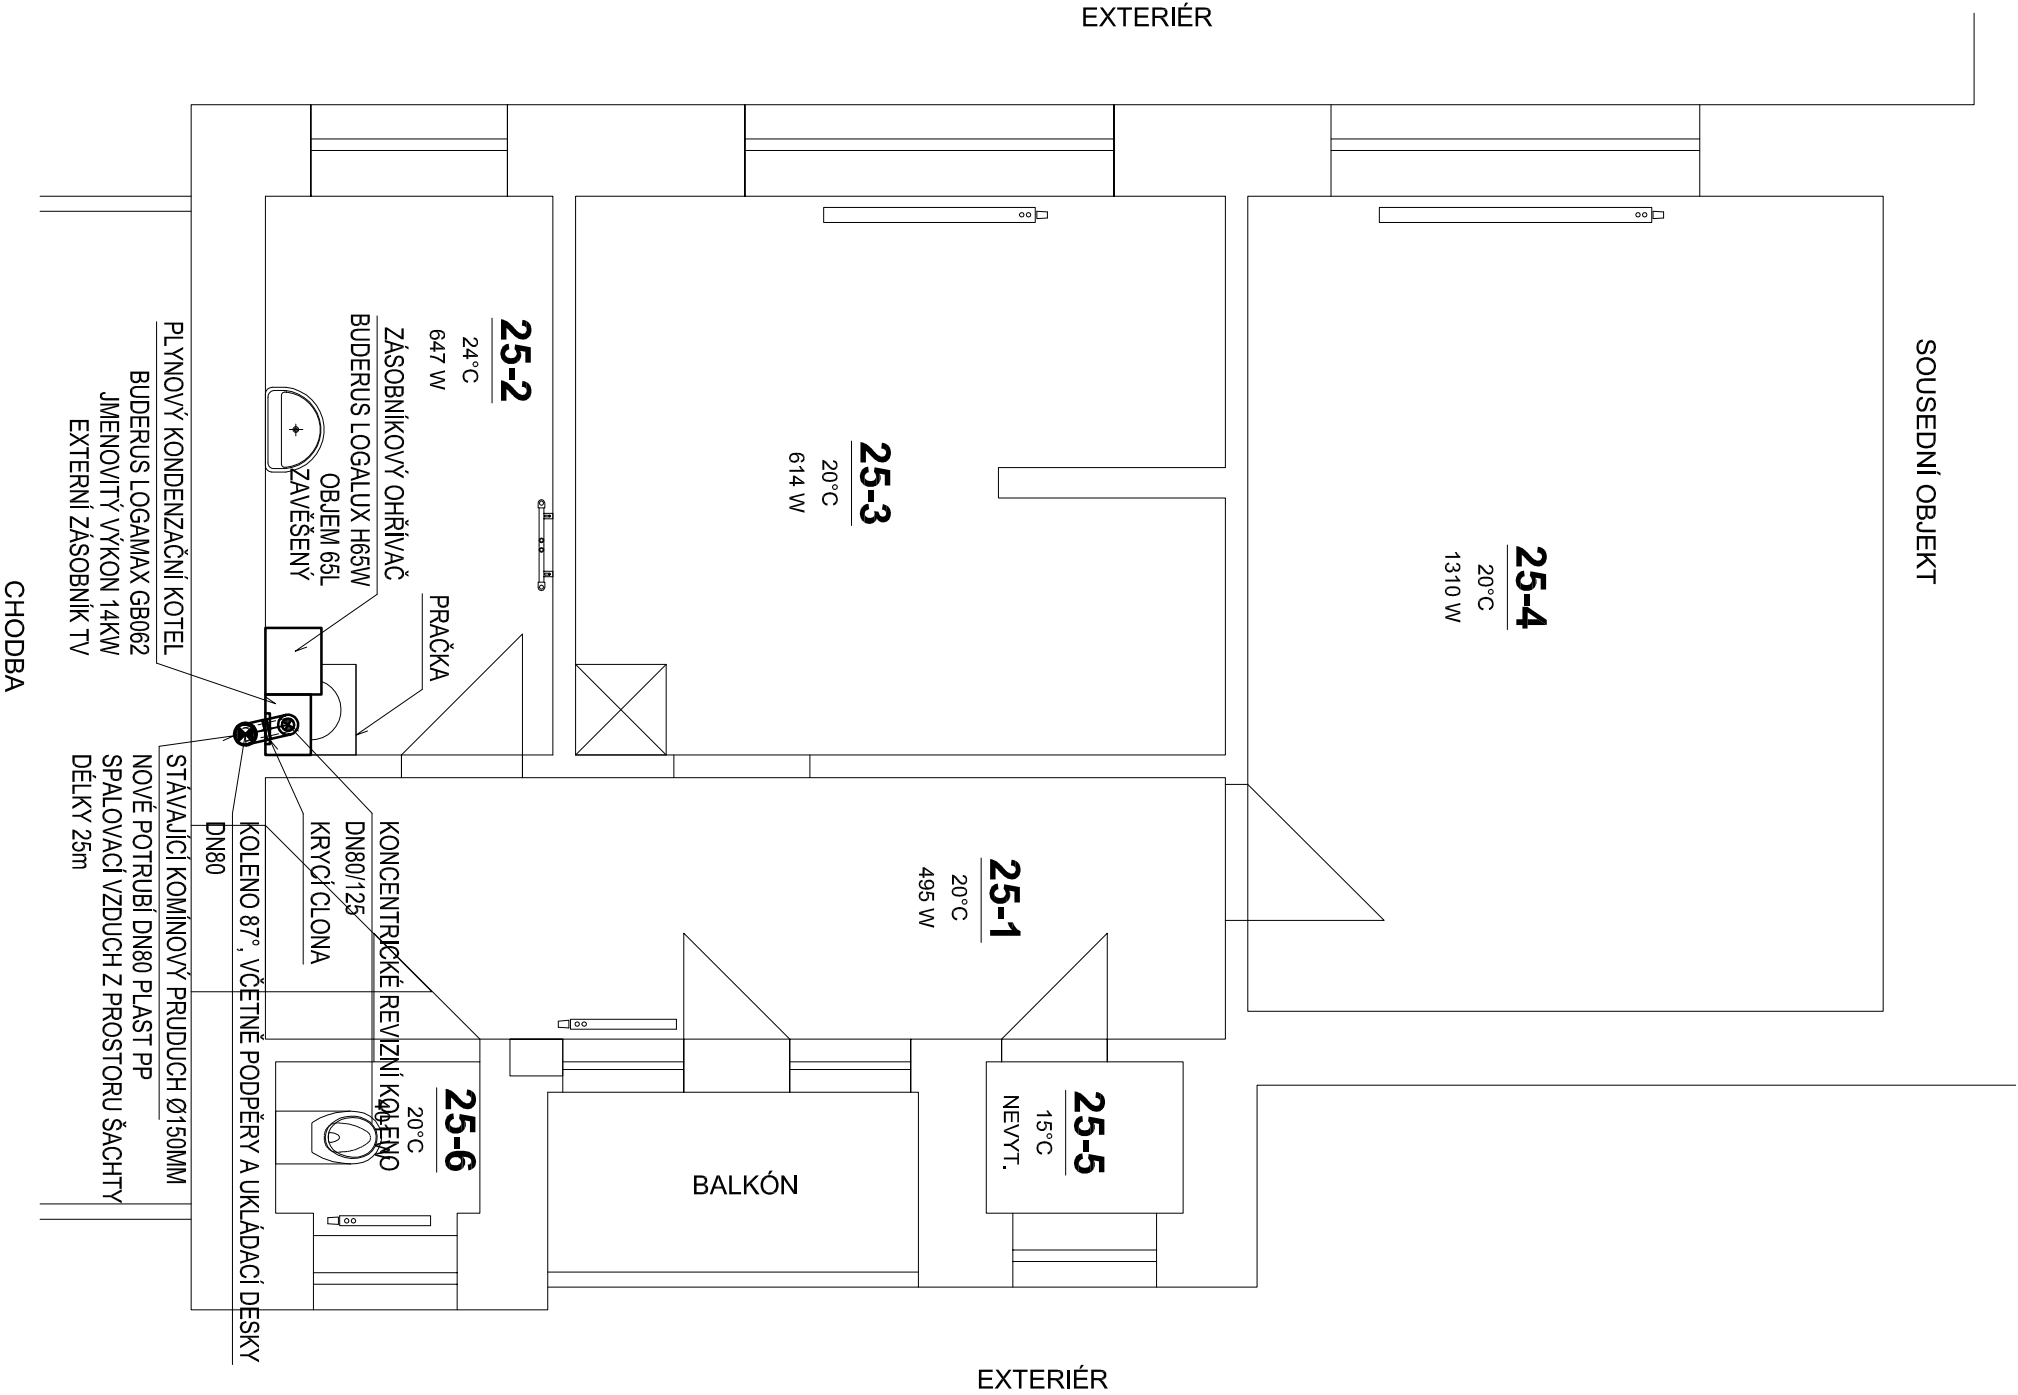 EXTERIÉR
SOUSEDNÍ OBJEKT
25-4
20°C
1310 W
25-3
20°C
614 W
25-2
24°C
647 W
ZÁSOBNÍKOVÝ OHŘÍVAČ
BUDERUS LOGALUX H65W
OBJEM 65L
ZAVĚŠENÝ
PRAČKA
PLYNOVÝ KONDENZAČNÍ KOTEL
BUDERUS LOGAMAX GB062
JMENOVITÝ VÝKON 14KW
EXTERNÍ ZÁSOBNÍK TV
CHODBA
25-1
20°C
495 W
KONCENTRICKÉ REVIZNÍ KOLENO
DN80/125
KRYCÍ CLONA
KOLENO 87°, VČETNĚ PODPĚRY A UKLÁDACÍ DESKY
DN80
STÁVAJÍCÍ KOMÍNOVÝ PRUDUCH Ø150MM
NOVÉ POTRUBÍ DN80 PLAST PP
SPALOVACÍ VZDUCH Z PROSTORU ŠACHTY
DÉLKY 25m
25-6
20°C
25-5
15°C
NEVYT.
BALKÓN
EXTERIÉR